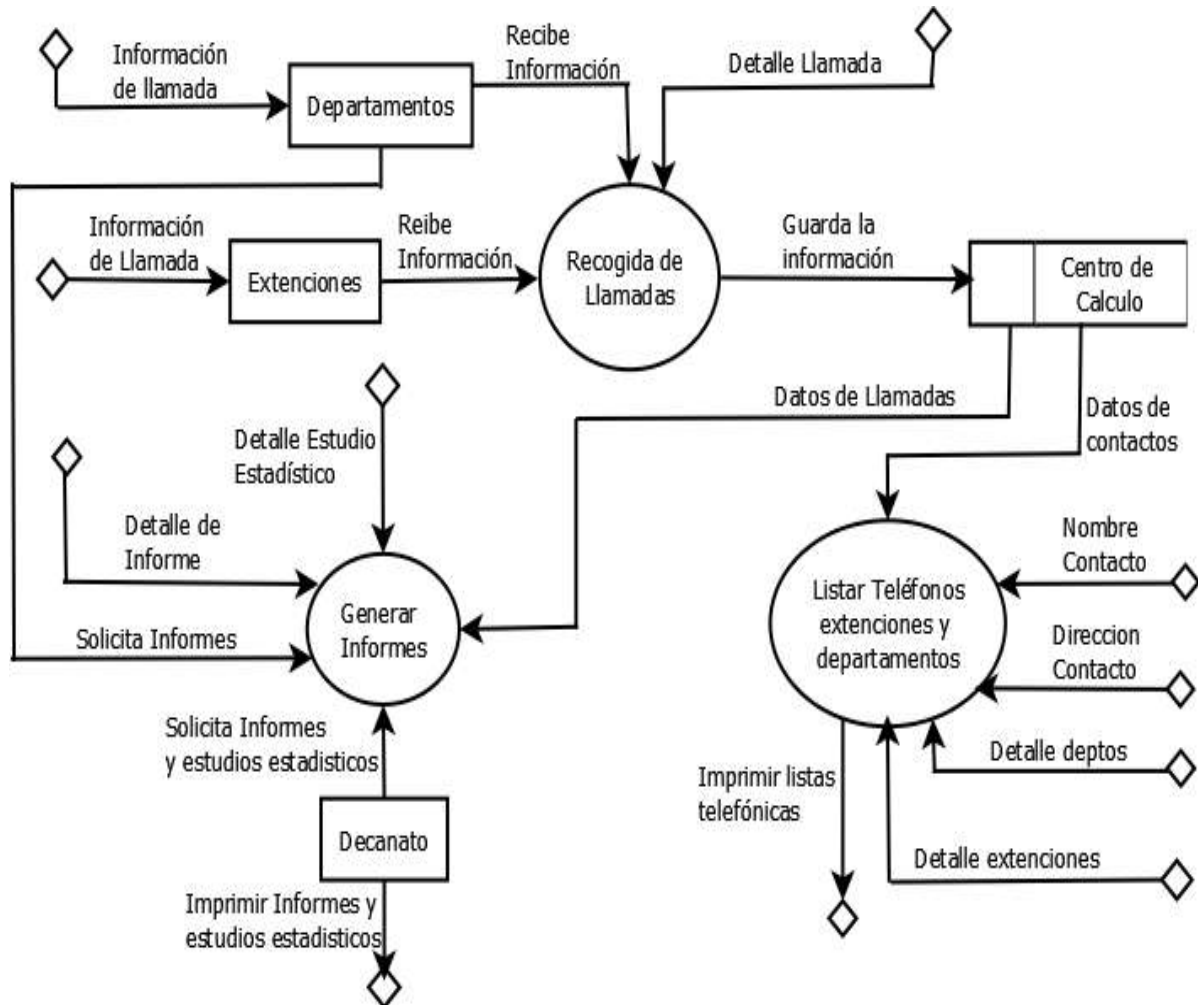 Información
de llamada
Departamentos
Recibe
Información
Detalle Llamada
Información
de Llamada
Extenciones
Reibe
Información
Recogida de
Llamadas
Guarda la
información
Centro de
Calculo
Datos de Llamadas
Datos de
contactos
Detalle Estudio
Estadístico
Detalle de
Informe
Solicita Informes
Generar
Informes
Listar Teléfonos
extenciones y
departamentos
Nombre
Contacto
Direccion
Contacto
Detalle deptos
Detalle extenciones
Imprimir listas
telefónicas
Solicita Informes
y estudios estadisticos
Decanato
Imprimir Informes y
estudios estadisticos